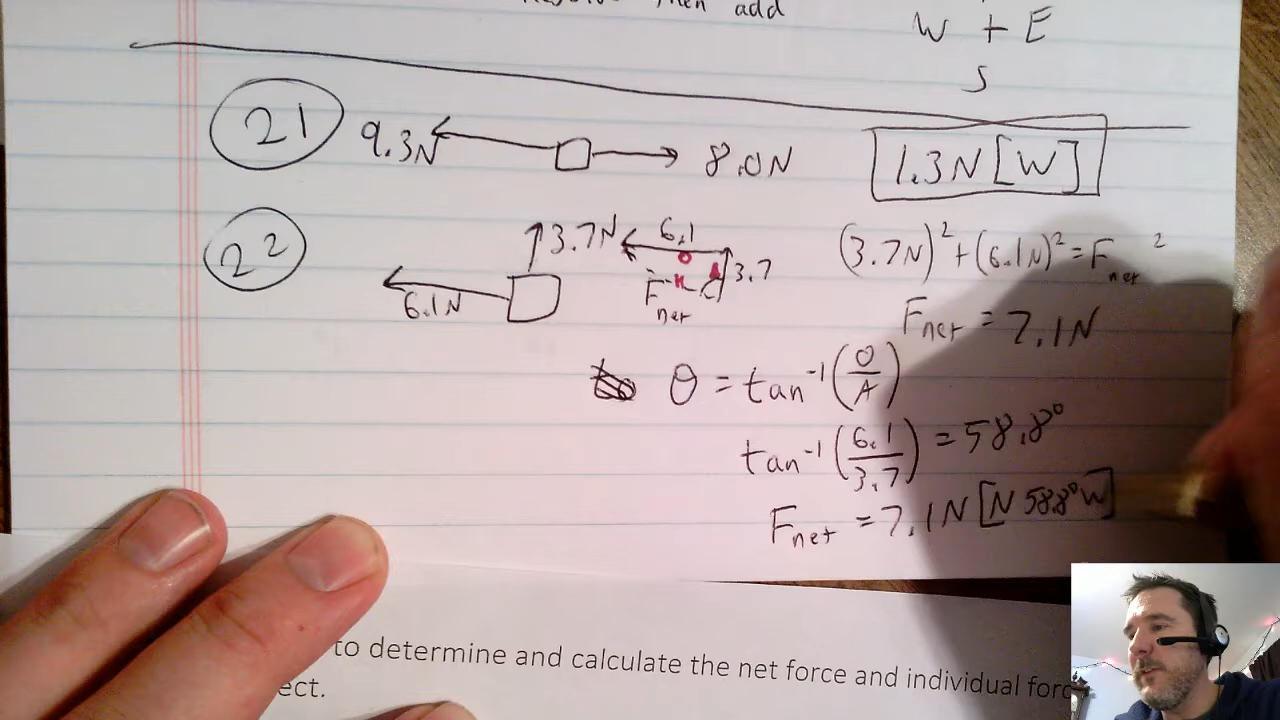 then add
W + E
S
21 9.3N 8.0N 1.3N [W]
22 3.7N 6.1N 6.1 3.7 Fnet
(3.7N)² + (6.1N)² = Fnet²
Fnet = 7.1N
θ = tan⁻¹(O/A)
tan⁻¹(6.1/3.7) = 58.8°
Fnet = 7.1N [N 58.8° W]
to determine and calculate the net force and individual forc
ect.